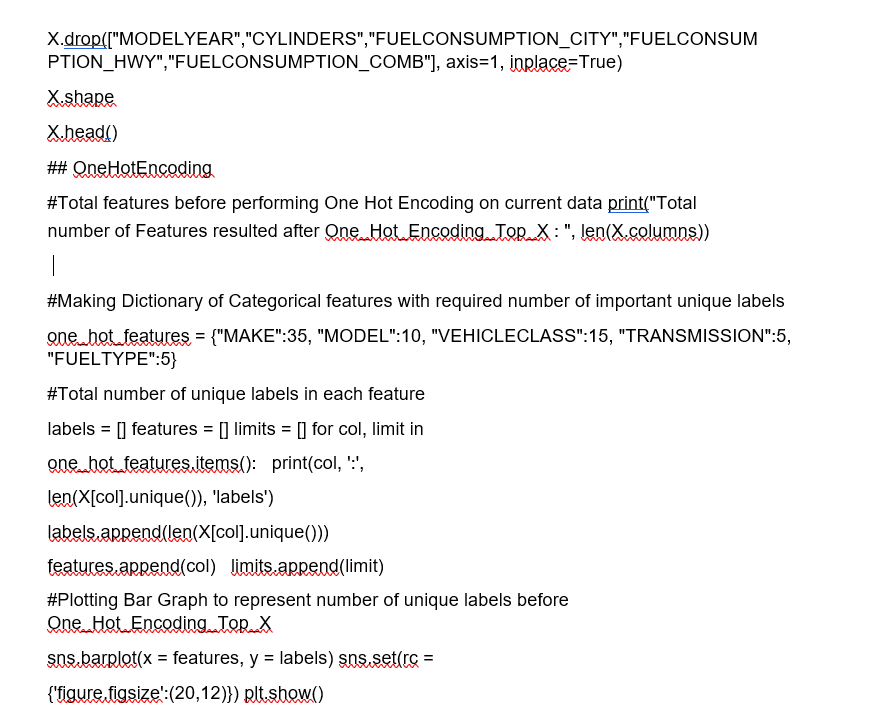 X.drop(["MODELYEAR","CYLINDERS","FUELCONSUMPTION_CITY","FUELCONSUM
PTION_HWY","FUELCONSUMPTION_COMB"], axis=1, inplace=True)
X.shape
X.head()
## OneHotEncoding
#Total features before performing One Hot Encoding on current data print("Total
number of Features resulted after One_Hot_Encoding_Top_X : ", len(X.columns))
#Making Dictionary of Categorical features with required number of important unique labels
one_hot_features = {"MAKE":35, "MODEL":10, "VEHICLECLASS":15, "TRANSMISSION":5,
"FUELTYPE":5}
#Total number of unique labels in each feature
labels = [] features = [] limits = [] for col, limit in
one_hot_features.items():   print(col, ':',
len(X[col].unique()), 'labels')
labels.append(len(X[col].unique()))
features.append(col)   limits.append(limit)
#Plotting Bar Graph to represent number of unique labels before
One_Hot_Encoding_Top_X
sns.barplot(x = features, y = labels) sns.set(rc =
{'figure.figsize':(20,12)}) plt.show()